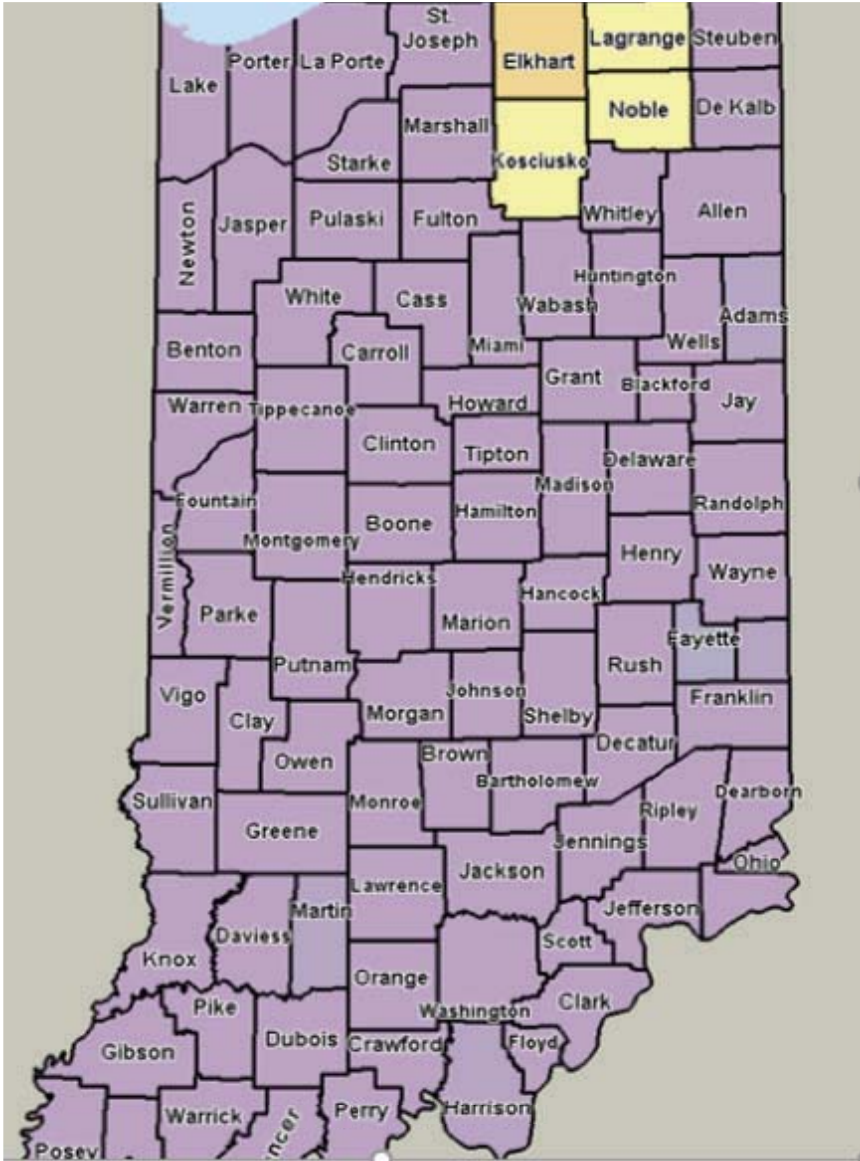 St.
Joseph
Elkhart
Lagrange
Steuben
Lake
Porter
La Porte
Marshall
Noble
De Kalb
Starke
Kosciusko
Newton
Jasper
Pulaski
Fulton
Whitley
Allen
White
Cass
Miami
Wabash
Huntington
Wells
Adams
Benton
Carroll
Grant
Blackford
Jay
Warren
Tippecanoe
Howard
Clinton
Tipton
Madison
Delaware
Randolph
Fountain
Montgomery
Boone
Hamilton
Henry
Wayne
Vermillion
Parke
Hendricks
Marion
Hancock
Fayette
Putnam
Rush
Vigo
Clay
Morgan
Johnson
Shelby
Franklin
Owen
Brown
Bartholomew
Decatur
Sullivan
Greene
Monroe
Jennings
Ripley
Dearborn
Lawrence
Jackson
Ohio
Knox
Daviess
Martin
Scott
Jefferson
Pike
Orange
Washington
Clark
Gibson
Dubois
Crawford
Floyd
Posey
Warrick
ncer
Perry
Harrison